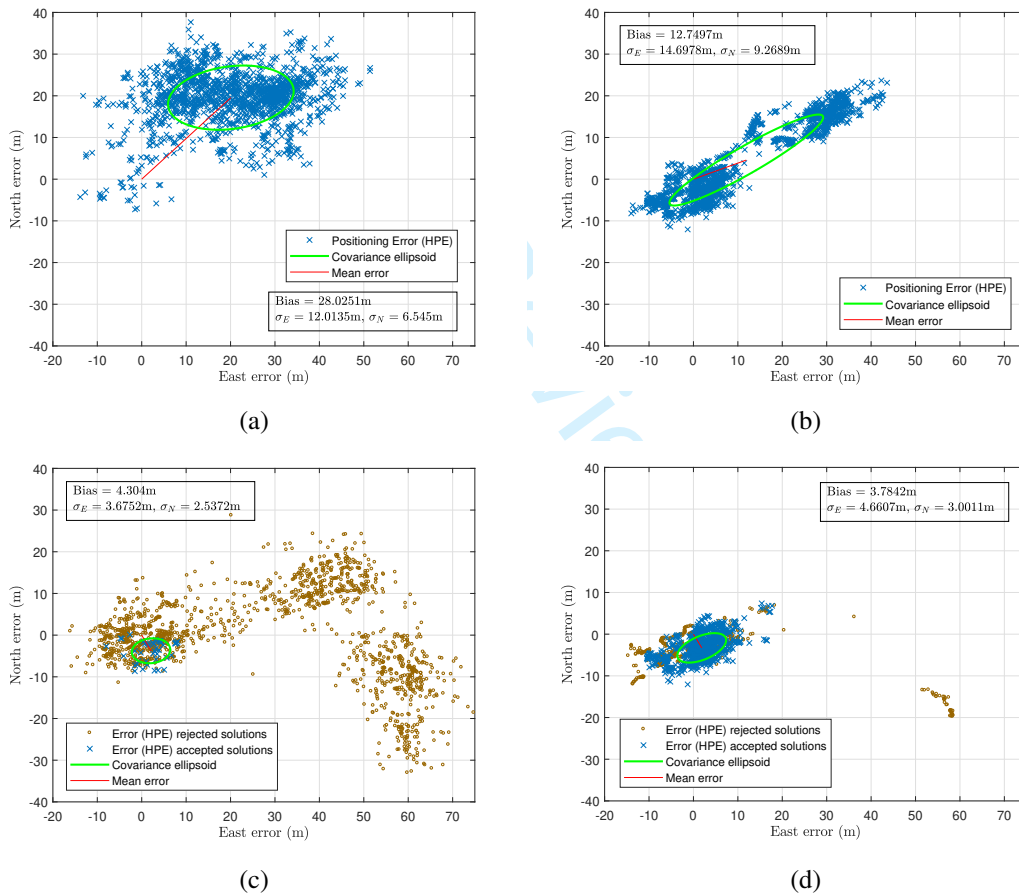 40
30
20
10
0
-10
-20
-30
-40
North error (m)
Positioning Error (HPE)
Covariance ellipsoid
Mean error
Bias = 28.0251m
σ_E = 12.0135m, σ_N = 6.545m
-20 -10 0 10 20 30 40 50 60 70
East error (m)
(a)
40
30
20
10
0
-10
-20
-30
-40
North error (m)
Bias = 12.7497m
σ_E = 14.6978m, σ_N = 9.2689m
Positioning Error (HPE)
Covariance ellipsoid
Mean error
-20 -10 0 10 20 30 40 50 60 70
East error (m)
(b)
40
30
20
10
0
-10
-20
-30
-40
North error (m)
Bias = 4.304m
σ_E = 3.6752m, σ_N = 2.5372m
Error (HPE) rejected solutions
Error (HPE) accepted solutions
Covariance ellipsoid
Mean error
-20 -10 0 10 20 30 40 50 60 70
East error (m)
(c)
40
30
20
10
0
-10
-20
-30
-40
North error (m)
Bias = 3.7842m
σ_E = 4.6607m, σ_N = 3.0011m
Error (HPE) rejected solutions
Error (HPE) accepted solutions
Covariance ellipsoid
Mean error
-20 -10 0 10 20 30 40 50 60 70
East error (m)
(d)